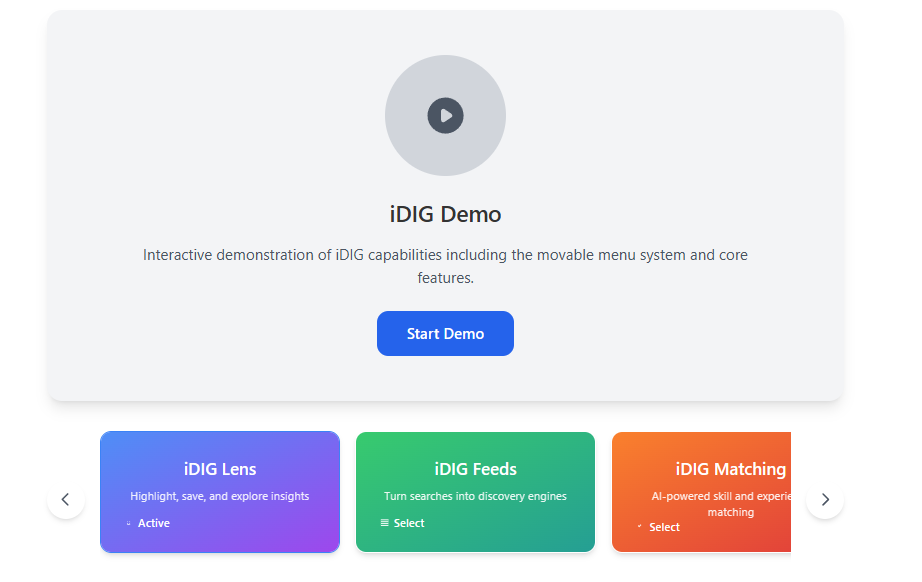 iDIG Demo
Interactive demonstration of iDIG capabilities including the movable menu system and core
features.
Start Demo
iDIG Lens
Highlight, save, and explore insights
Active
iDIG Feeds
Turn searches into discovery engines
Select
iDIG Matching
AI-powered skill and experie
matching
Select